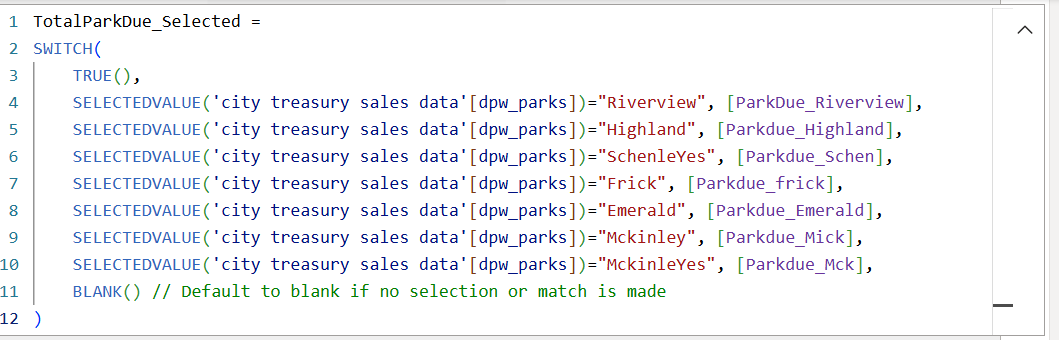 1 TotalParkDue_Selected =
2 SWITCH(
3 TRUE(),
4 SELECTEDVALUE('city treasury sales data'[dpw_parks])="Riverview", [ParkDue_Riverview],
5 SELECTEDVALUE('city treasury sales data'[dpw_parks])="Highland", [Parkdue_Highland],
6 SELECTEDVALUE('city treasury sales data'[dpw_parks])="SchenleYes", [Parkdue_Schen],
7 SELECTEDVALUE('city treasury sales data'[dpw_parks])="Frick", [Parkdue_frick],
8 SELECTEDVALUE('city treasury sales data'[dpw_parks])="Emerald", [Parkdue_Emerald],
9 SELECTEDVALUE('city treasury sales data'[dpw_parks])="Mckinley", [Parkdue_Mick],
10 SELECTEDVALUE('city treasury sales data'[dpw_parks])="MckinleYes", [Parkdue_Mck],
11 BLANK() // Default to blank if no selection or match is made
12 )